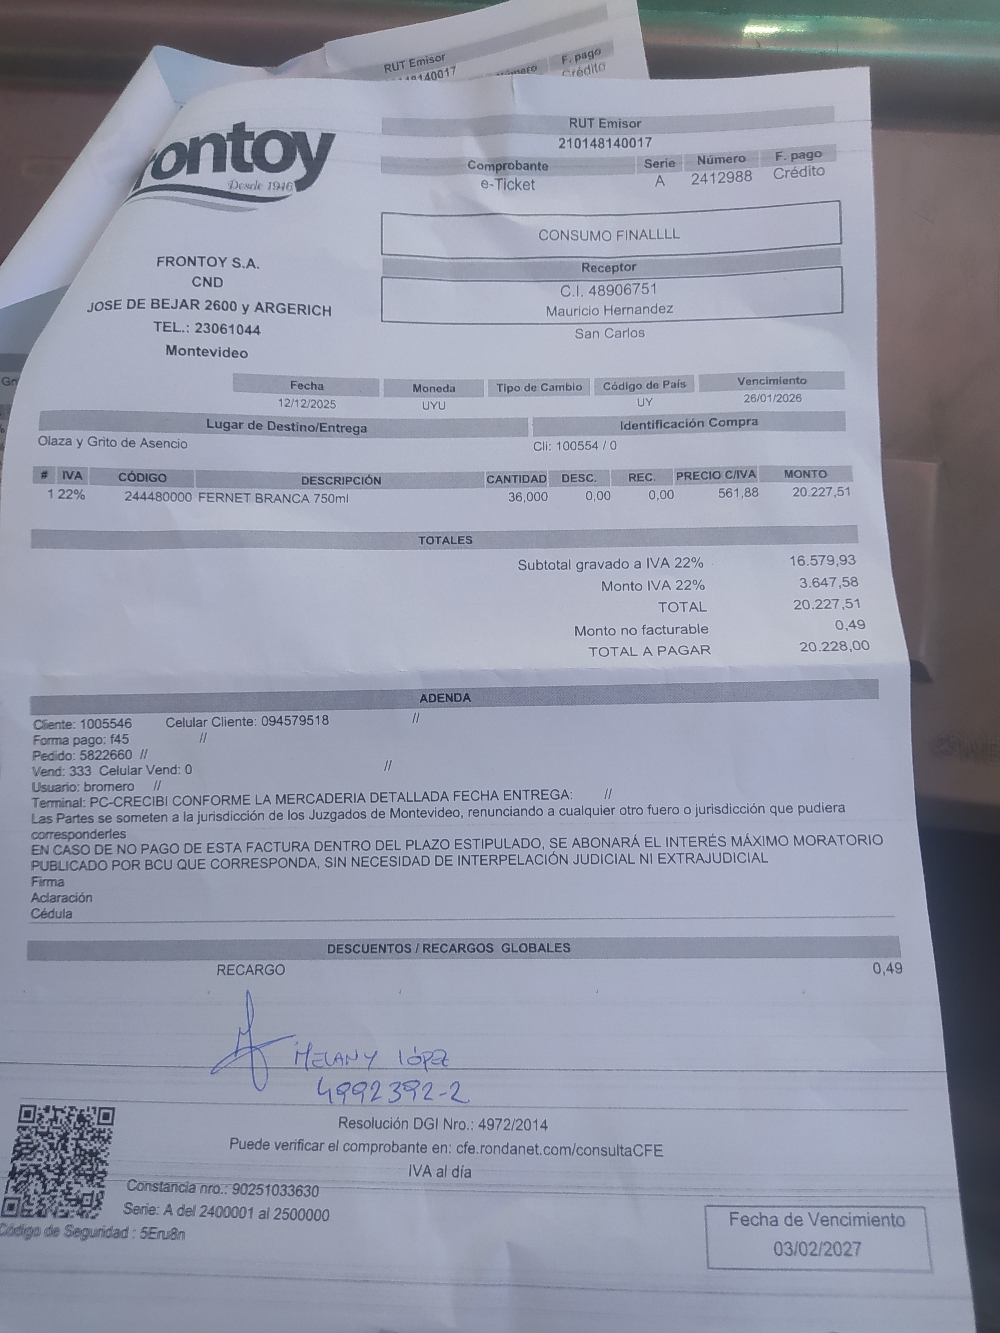 RUT Emisor
F. pago
Crédito
RUT Emisor
210148140017
Comprobante Serie Número F. pago
e-Ticket A 2412988 Crédito
rontoy
Desde 1946
CONSUMO FINALLLL
Receptor
C.I. 48906751
Mauricio Hernandez
San Carlos
FRONTOY S.A.
CND
JOSE DE BEJAR 2600 y ARGERICH
TEL.: 23061044
Montevideo
Fecha Moneda Tipo de Cambio Código de País Vencimiento
12/12/2025 UYU UY 26/01/2026
Lugar de Destino/Entrega Identificación Compra
Olaza y Grito de Asencio Cli: 100554 / 0
# IVA CÓDIGO DESCRIPCIÓN CANTIDAD DESC. REC. PRECIO C/IVA MONTO
1 22% 244480000 FERNET BRANCA 750ml 36,000 0,00 0,00 561,88 20.227,51
TOTALES
Subtotal gravado a IVA 22% 16.579,93
Monto IVA 22% 3.647,58
TOTAL 20.227,51
Monto no facturable 0,49
TOTAL A PAGAR 20.228,00
ADENDA
Cliente: 1005546 Celular Cliente: 094579518 //
Forma pago: f45 //
Pedido: 5822660 //
Vend: 333 Celular Vend: 0 //
Usuario: bromero //
Terminal: PC-CRECIBI CONFORME LA MERCADERIA DETALLADA FECHA ENTREGA: //
Las Partes se someten a la jurisdicción de los Juzgados de Montevideo, renunciando a cualquier otro fuero o jurisdicción que pudiera
corresponderles
EN CASO DE NO PAGO DE ESTA FACTURA DENTRO DEL PLAZO ESTIPULADO, SE ABONARÁ EL INTERÉS MÁXIMO MORATORIO
PUBLICADO POR BCU QUE CORRESPONDA, SIN NECESIDAD DE INTERPELACIÓN JUDICIAL NI EXTRAJUDICIAL
Firma
Aclaración
Cédula
DESCUENTOS / RECARGOS GLOBALES
RECARGO 0,49
MELANY LÓPEZ
4992392-2
Resolución DGI Nro.: 4972/2014
Puede verificar el comprobante en: cfe.rondanet.com/consultaCFE
IVA al día
Constancia nro.: 90251033630
Serie: A del 2400001 al 2500000
Código de Seguridad : 5Eru8n
Fecha de Vencimiento
03/02/2027